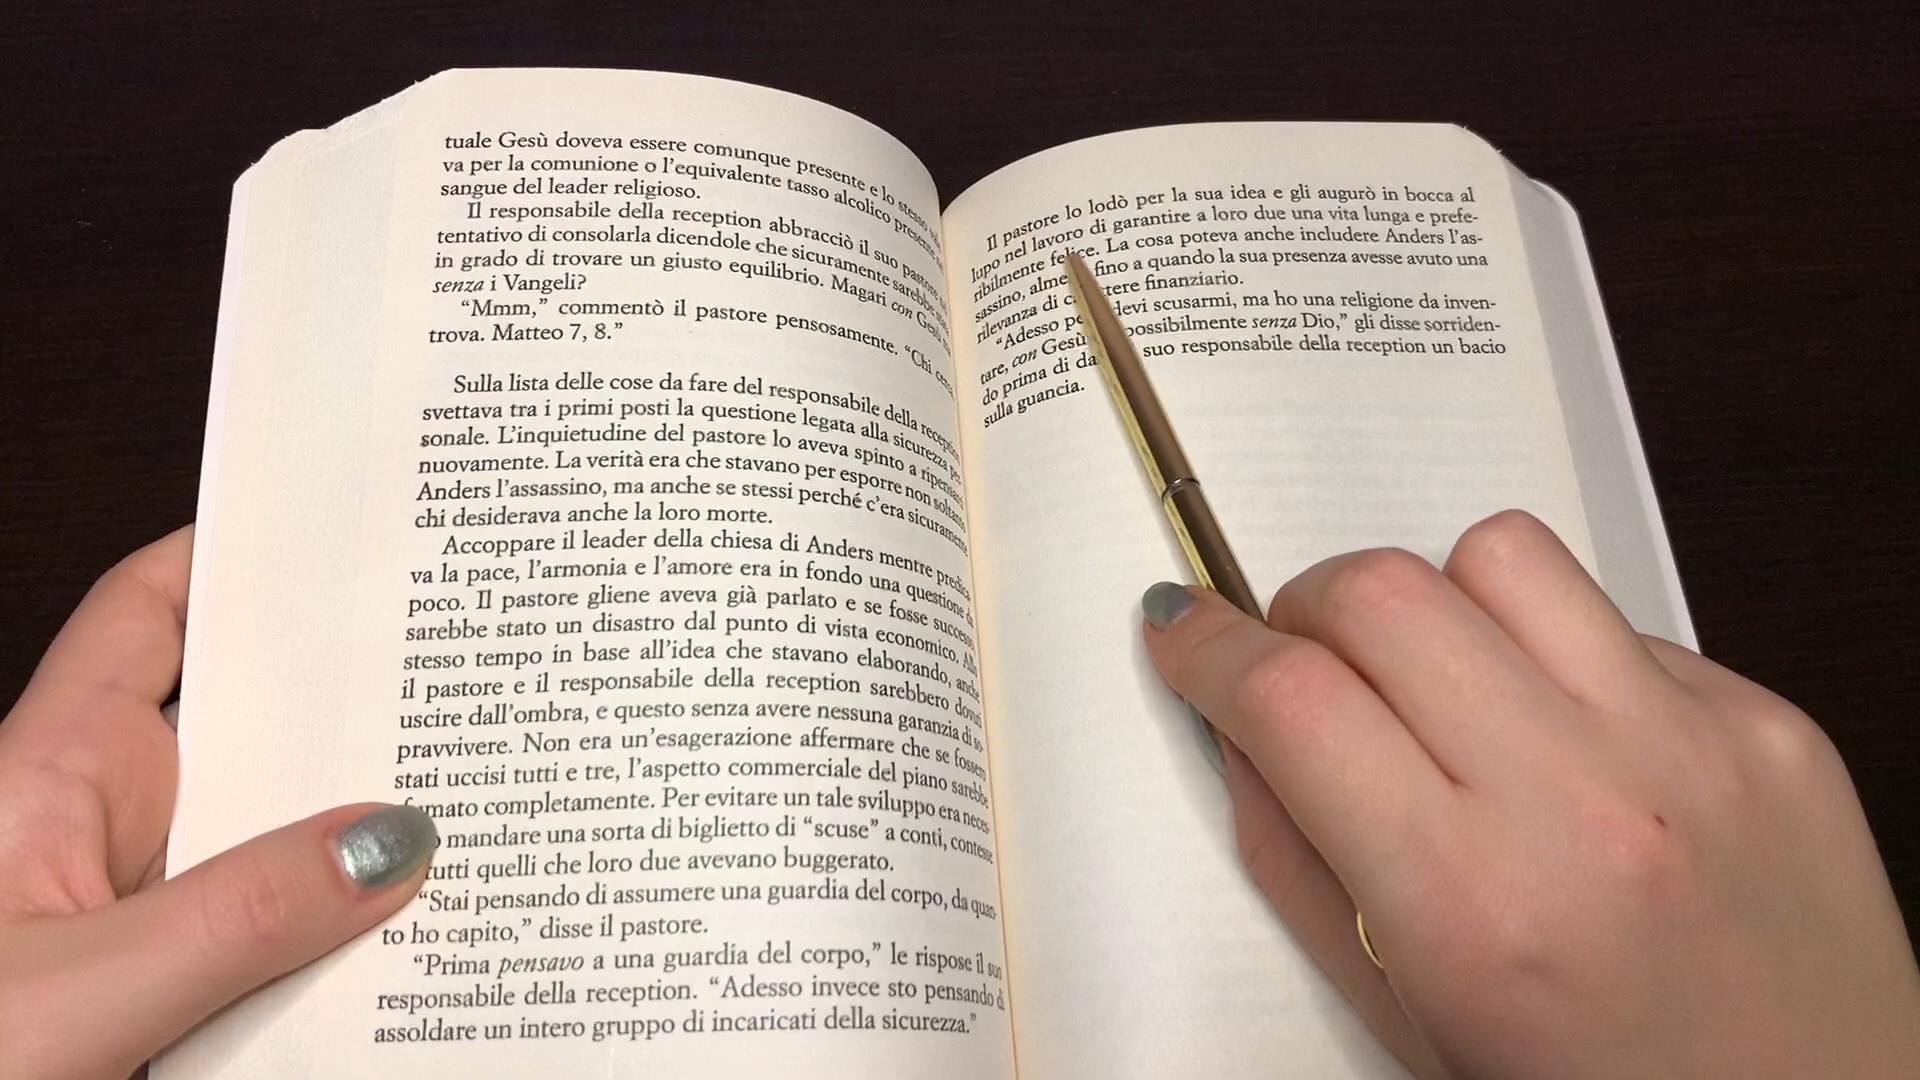 tuale Gesù doveva essere comunque presente e lo stesso
va per la comunione o l'equivalente tasso alcolico presente nel
sangue del leader religioso.
Il responsabile della reception abbracciò il suo pastore nel
tentativo di consolarla dicendole che sicuramente sarebbe stata
in grado di trovare un giusto equilibrio. Magari con Gesù ma
senza i Vangeli?
“Mmm,” commentò il pastore pensosamente. “Chi cerca
trova. Matteo 7, 8.”
Sulla lista delle cose da fare del responsabile della reception
svettava tra i primi posti la questione legata alla sicurezza per-
sonale. L'inquietudine del pastore lo aveva spinto a ripensarci
nuovamente. La verità era che stavano per esporre non soltanto
Anders l'assassino, ma anche se stessi perché c'era sicuramente
chi desiderava anche la loro morte.
Accoppare il leader della chiesa di Anders mentre predica-
va la pace, l'armonia e l'amore era in fondo una questione da
poco. Il pastore gliene aveva già parlato e se fosse successo
sarebbe stato un disastro dal punto di vista economico. Allo
stesso tempo in base all'idea che stavano elaborando, anche
il pastore e il responsabile della reception sarebbero dovuti
uscire dall'ombra, e questo senza avere nessuna garanzia di so-
pravvivere. Non era un'esagerazione affermare che se fossero
stati uccisi tutti e tre, l'aspetto commerciale del piano sarebbe
completamente. Per evitare un tale sviluppo era neces-
mandare una sorta di biglietto di “scuse” a conti, contesse
tutti quelli che loro due avevano buggerato.
“Stai pensando di assumere una guardia del corpo, da quan-
to ho capito,” disse il pastore.
“Prima pensavo a una guardia del corpo,” le rispose il suo
responsabile della reception. “Adesso invece sto pensando di
assoldare un intero gruppo di incaricati della sicurezza.”
Il pastore lo lodò per la sua idea e gli augurò in bocca al
lupo nel lavoro di garantire a loro due una vita lunga e prefe-
ribilmente felice. La cosa poteva anche includere Anders l'as-
sassino, fino a quando la sua presenza avesse avuto una
rilevanza di finanziario.
“Adesso devi scusarmi, ma ho una religione da inven-
tare, con Gesù possibilmente senza Dio,” gli disse sorriden-
do prima di suo responsabile della reception un bacio
sulla guancia.